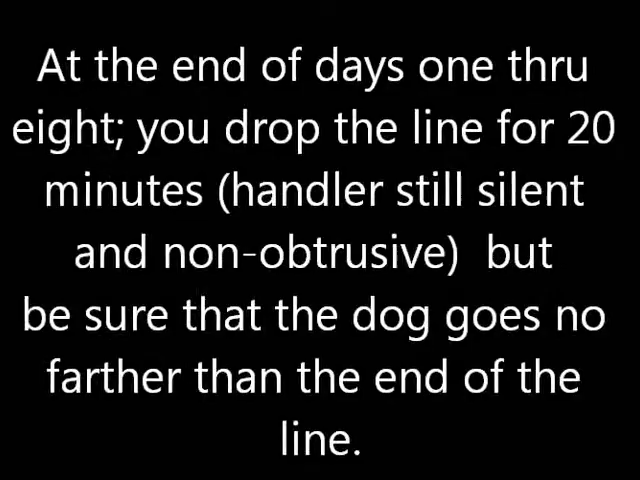 At the end of days one thru
eight; you drop the line for 20
minutes (handler still silent
and non-obtrusive)  but
be sure that the dog goes no
farther than the end of the
line.